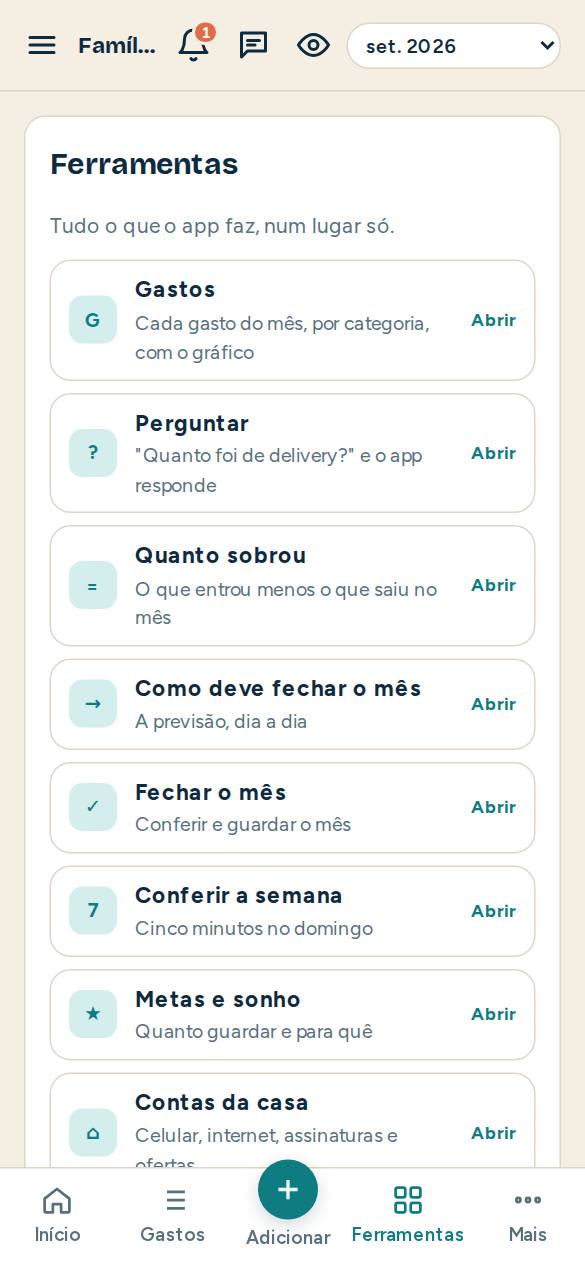 Famíl...
1
set. 2026
Ferramentas
Tudo o que o app faz, num lugar só.
G
Gastos
Cada gasto do mês, por categoria,
com o gráfico
Abrir
?
Perguntar
"Quanto foi de delivery?" e o app
responde
Abrir
=
Quanto sobrou
O que entrou menos o que saiu no
mês
Abrir
→
Como deve fechar o mês
A previsão, dia a dia
Abrir
✓
Fechar o mês
Conferir e guardar o mês
Abrir
7
Conferir a semana
Cinco minutos no domingo
Abrir
★
Metas e sonho
Quanto guardar e para quê
Abrir
⌂
Contas da casa
Celular, internet, assinaturas e
ofertas
Abrir
Início
Gastos
Adicionar
Ferramentas
Mais